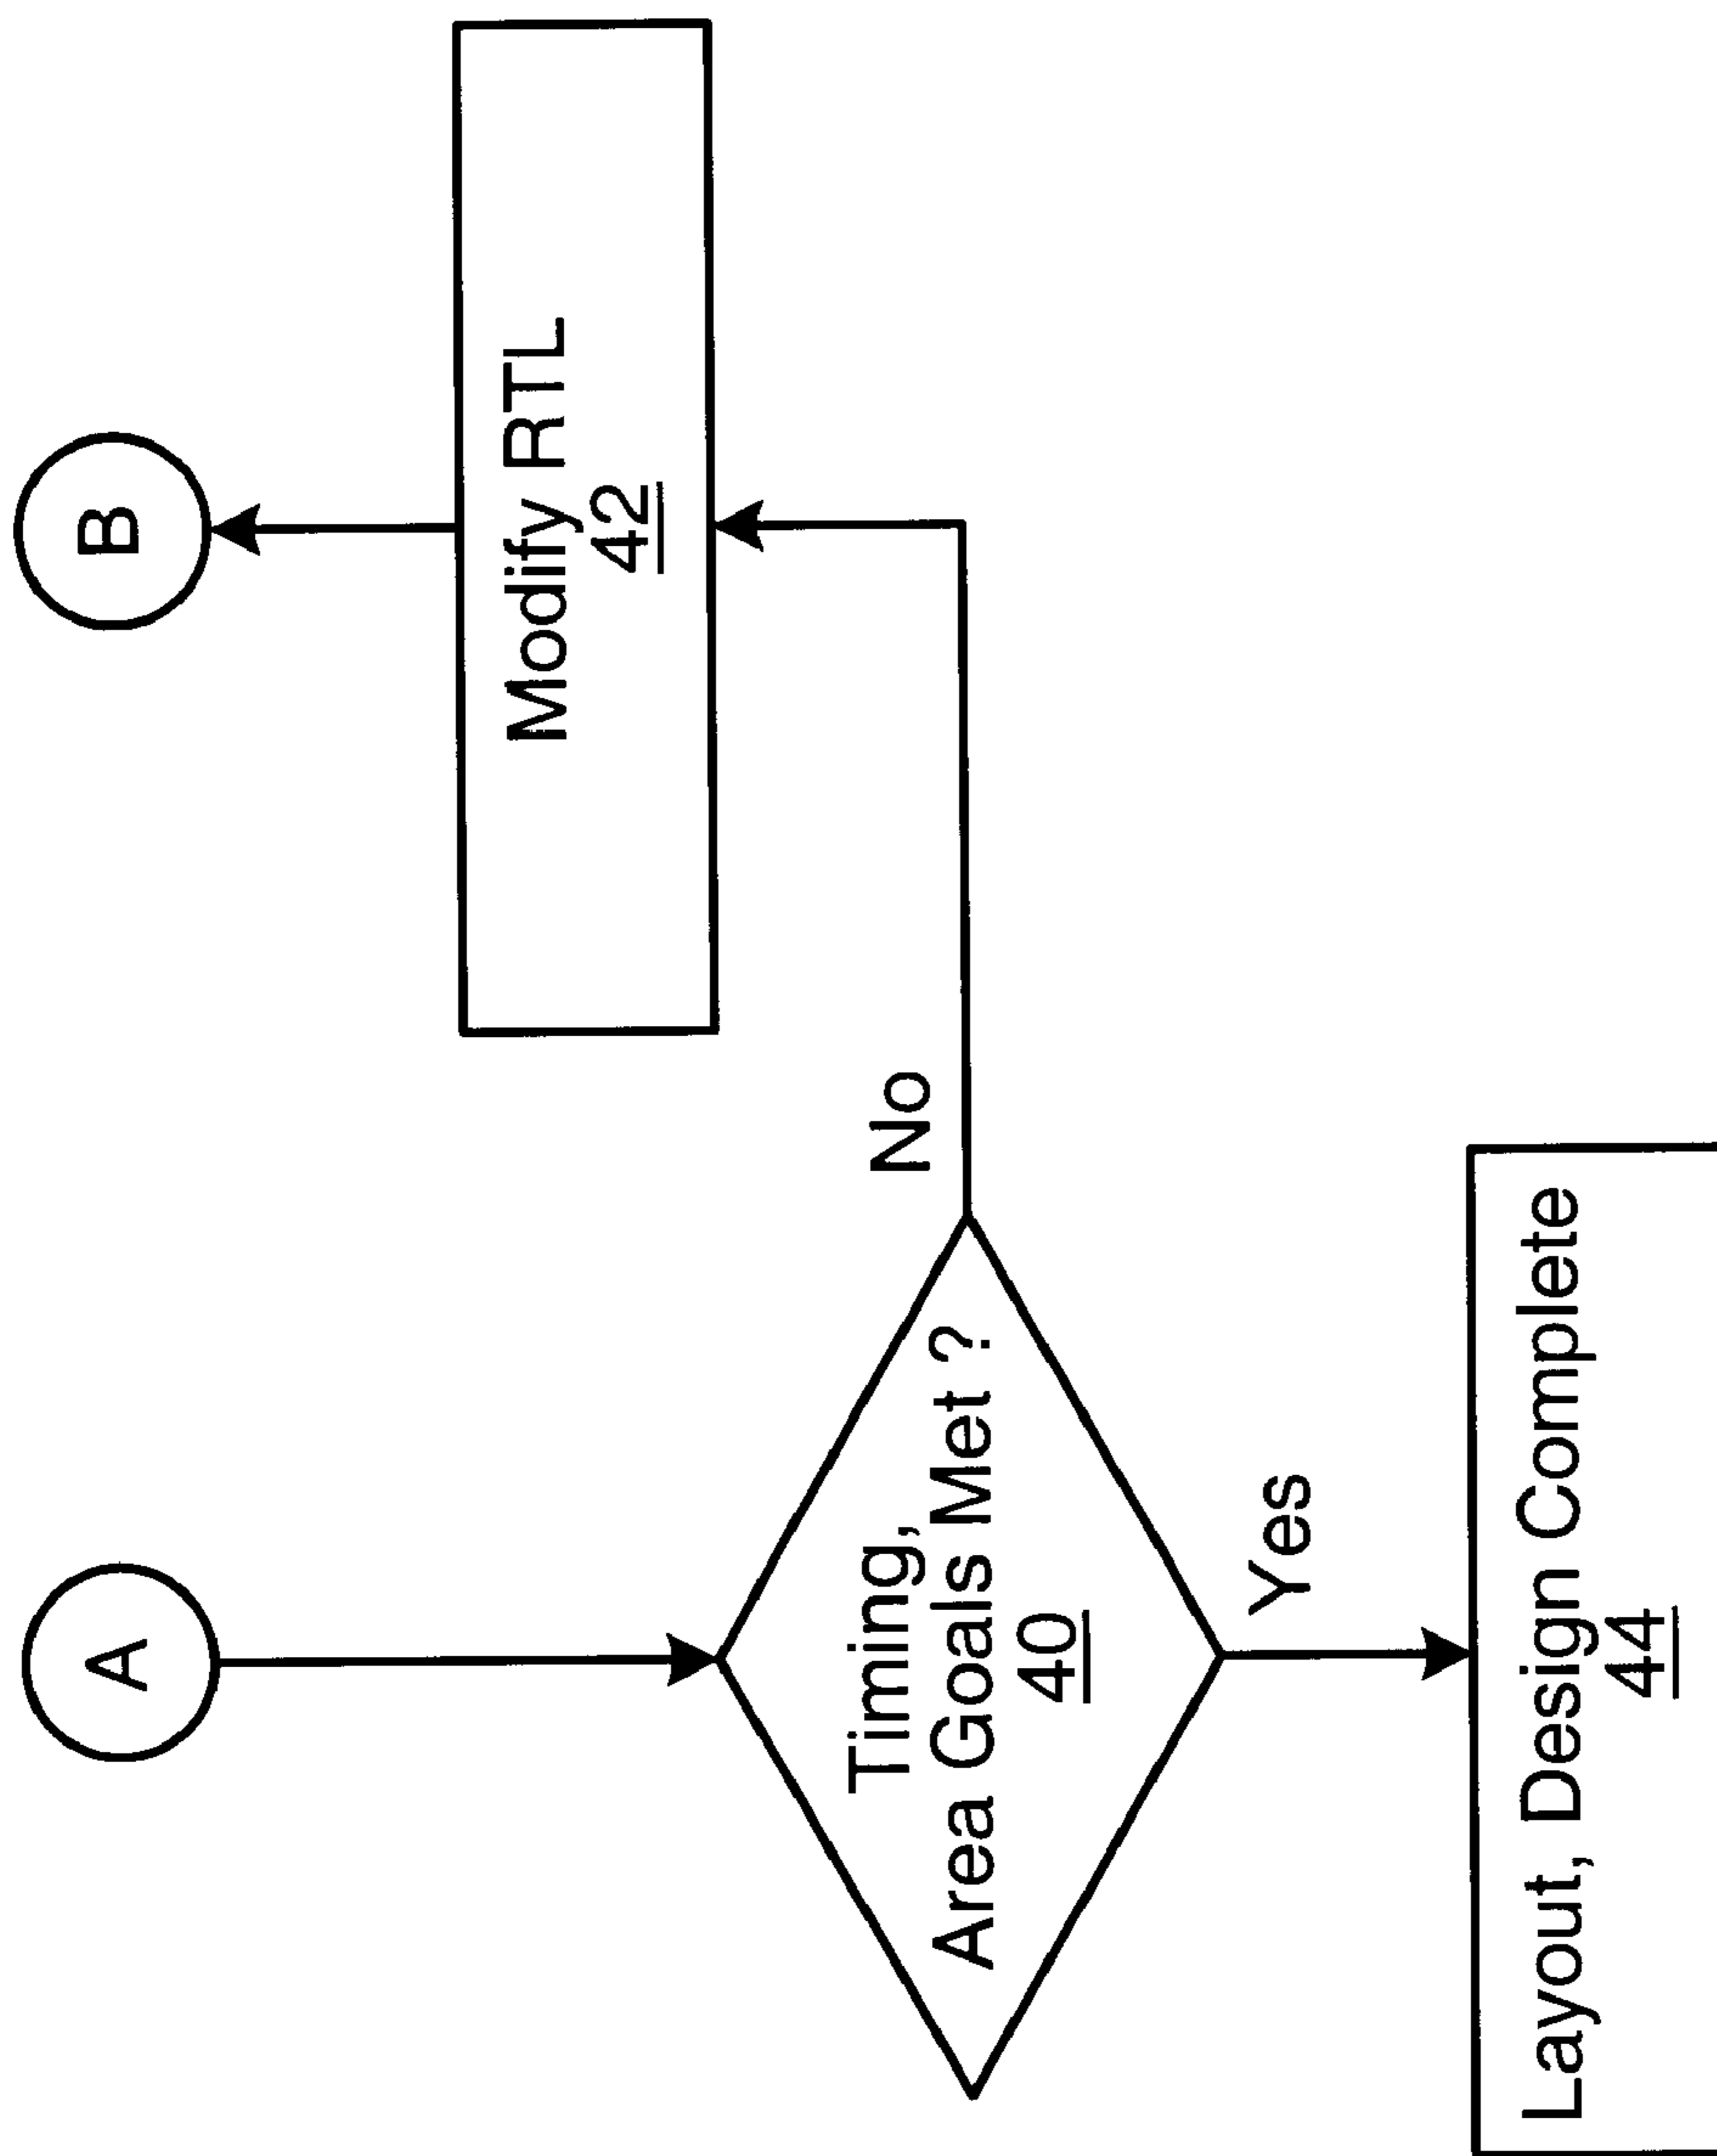 A
B
Timing,
Area Goals Met ?
40
No
Modify RTL
42
Yes
Layout, Design Complete
44